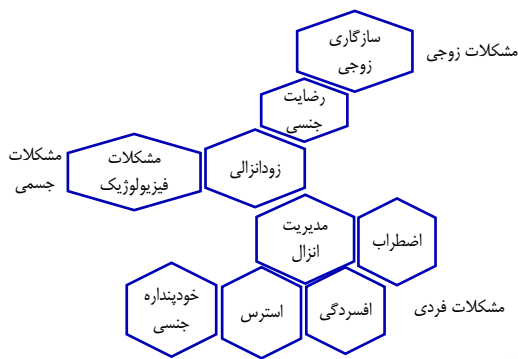 سازگاری
زوجی
مشکلات زوجی
رضایت
جنسی
زودانزالی
مشکلات
فیزیولوژیک
مشکلات
جسمی
مدیریت
انزال
اضطراب
مشکلات فردی
افسردگی
استرس
خودپنداره
جنسی